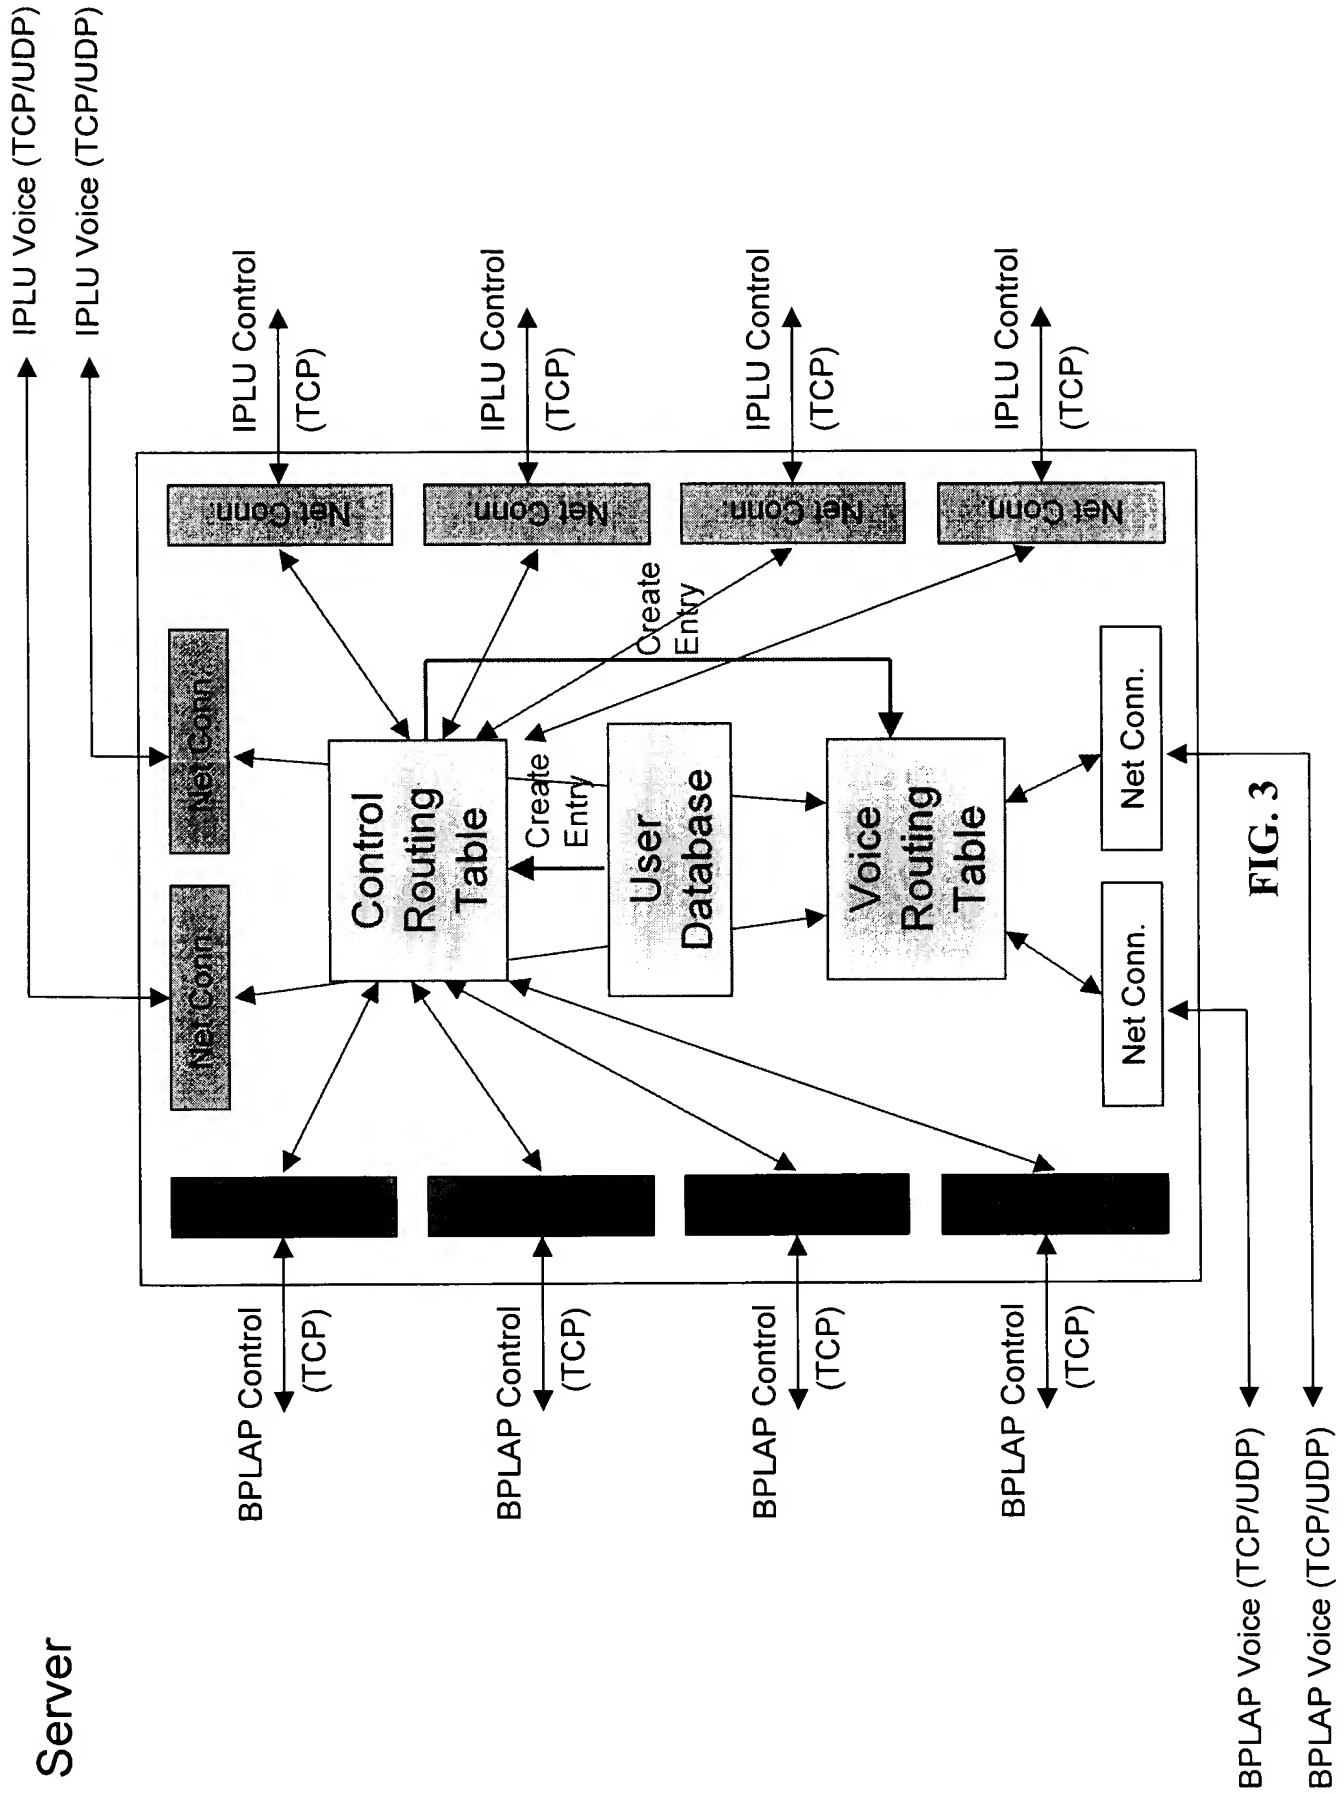 Server
IPLU Voice (TCP/UDP)
IPLU Voice (TCP/UDP)
Net Conn.
Net Conn.
BPLAP Control
(TCP)
BPLAP Control
(TCP)
BPLAP Control
(TCP)
BPLAP Control
(TCP)
Control
Routing
Table
Create
Entry
User
Database
Create
Entry
Voice
Routing
Table
Net Conn.
Net Conn.
Net Conn.
Net Conn.
IPLU Control
(TCP)
IPLU Control
(TCP)
IPLU Control
(TCP)
IPLU Control
(TCP)
Net Conn.
Net Conn.
BPLAP Voice (TCP/UDP)
FIG. 3
BPLAP Voice (TCP/UDP)